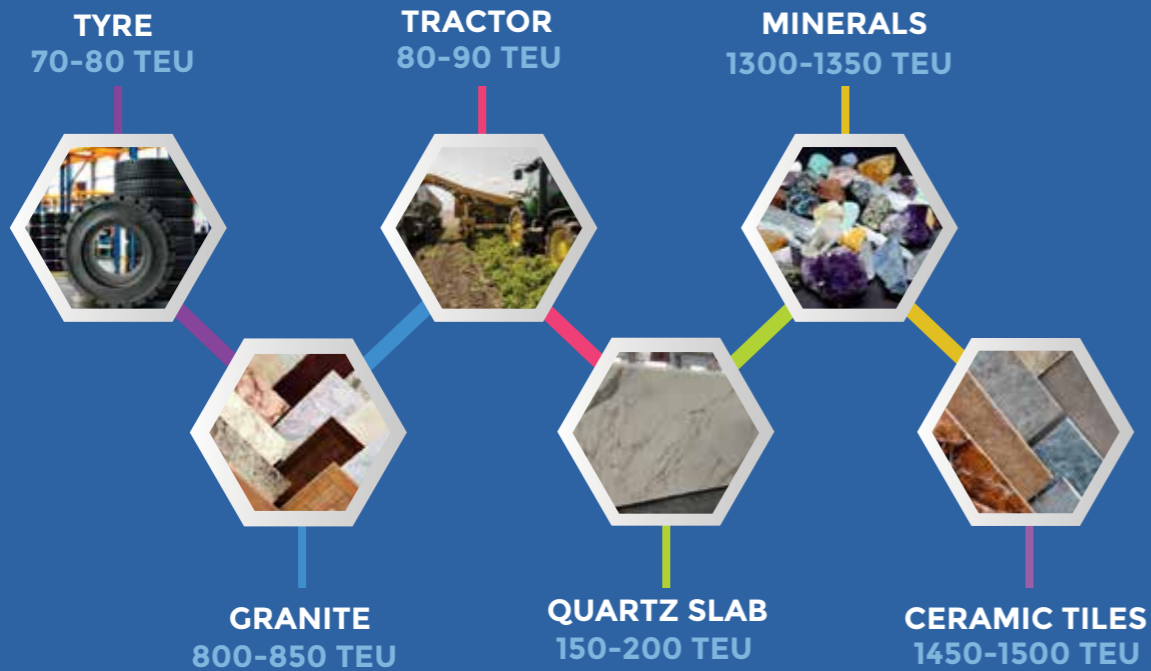 TYRE
70-80 TEU
TRACTOR
80-90 TEU
MINERALS
1300-1350 TEU
GRANITE
800-850 TEU
QUARTZ SLAB
150-200 TEU
CERAMIC TILES
1450-1500 TEU